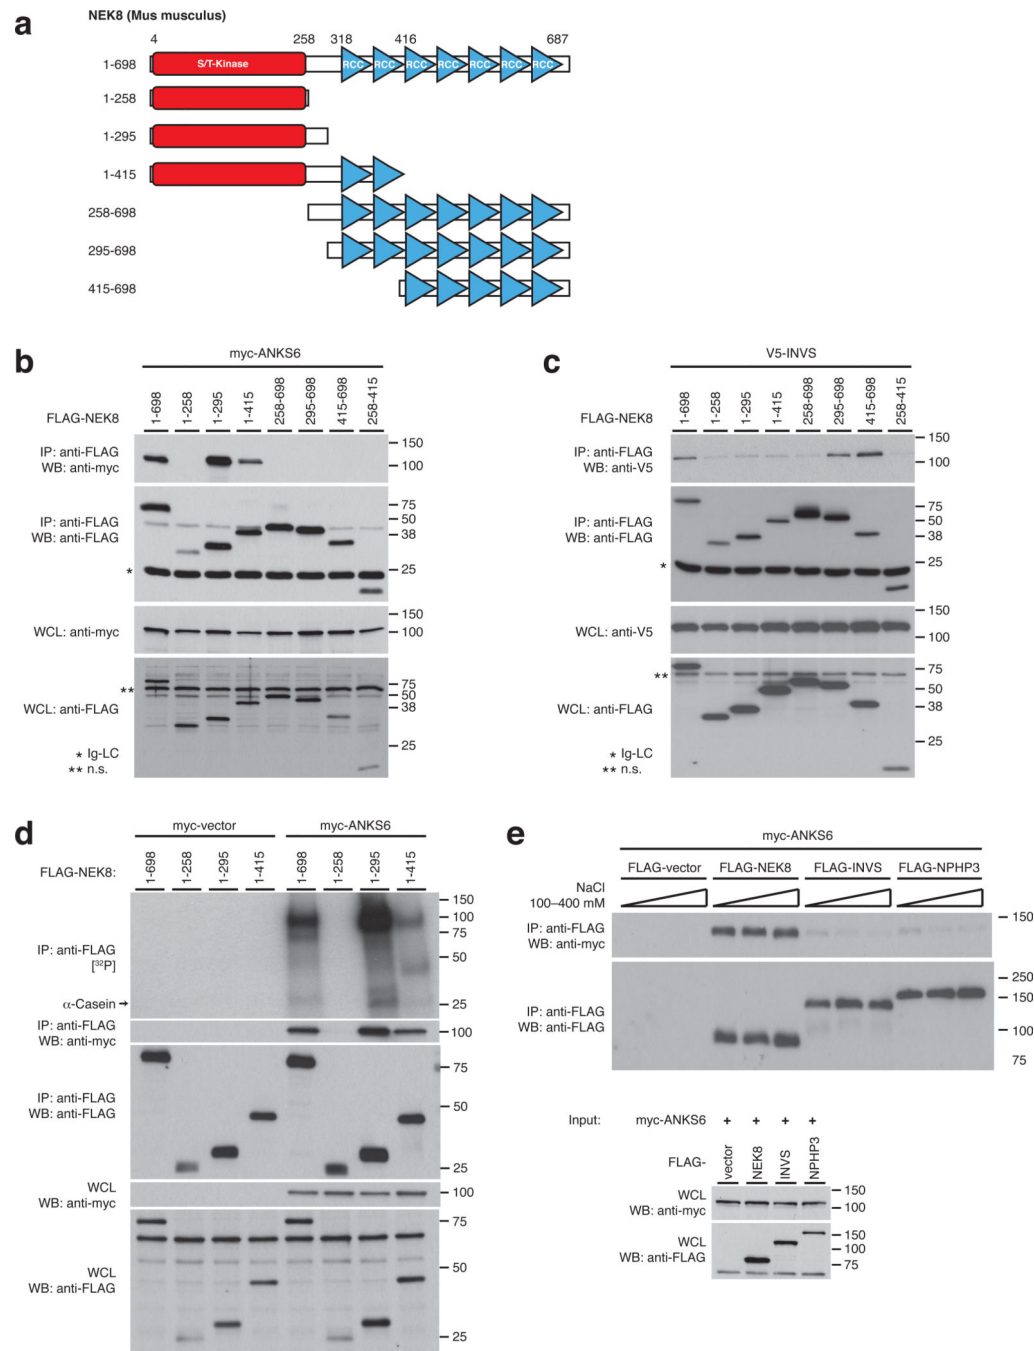 a
NEK8 (Mus musculus)
4 258 318 416 687
1-698 S/T-Kinase RCC RCC RCC RCC RCC RCC RCC
1-258
1-295
1-415
258-698
295-698
415-698
b
myc-ANKS6
FLAG-NEK8 1-698 1-258 1-295 1-415 258-698 295-698 415-698 258-415
IP: anti-FLAG
WB: anti-myc
150
100
IP: anti-FLAG
WB: anti-FLAG
75
50
38
25
*
WCL: anti-myc
150
100
WCL: anti-FLAG
**
75
50
38
25
* Ig-LC
** n.s.
c
V5-INVS
FLAG-NEK8 1-698 1-258 1-295 1-415 258-698 295-698 415-698 258-415
IP: anti-FLAG
WB: anti-V5
150
100
IP: anti-FLAG
WB: anti-FLAG
75
50
38
25
*
WCL: anti-V5
150
100
WCL: anti-FLAG
**
75
50
38
25
* Ig-LC
** n.s.
d
myc-vector myc-ANKS6
FLAG-NEK8: 1-698 1-258 1-295 1-415 1-698 1-258 1-295 1-415
IP: anti-FLAG
[³²P]
α-Casein →
150
100
75
50
25
IP: anti-FLAG
WB: anti-myc
100
IP: anti-FLAG
WB: anti-FLAG
75
50
25
WCL
WB: anti-myc
100
WCL
WB: anti-FLAG
75
50
25
e
myc-ANKS6
FLAG-vector FLAG-NEK8 FLAG-INVS FLAG-NPHP3
NaCl
100–400 mM
IP: anti-FLAG
WB: anti-myc
150
100
IP: anti-FLAG
WB: anti-FLAG
250
150
100
75
Input: myc-ANKS6 + + + +
FLAG- vector NEK8 INVS NPHP3
WCL
WB: anti-myc
150
100
WCL
WB: anti-FLAG
150
100
75